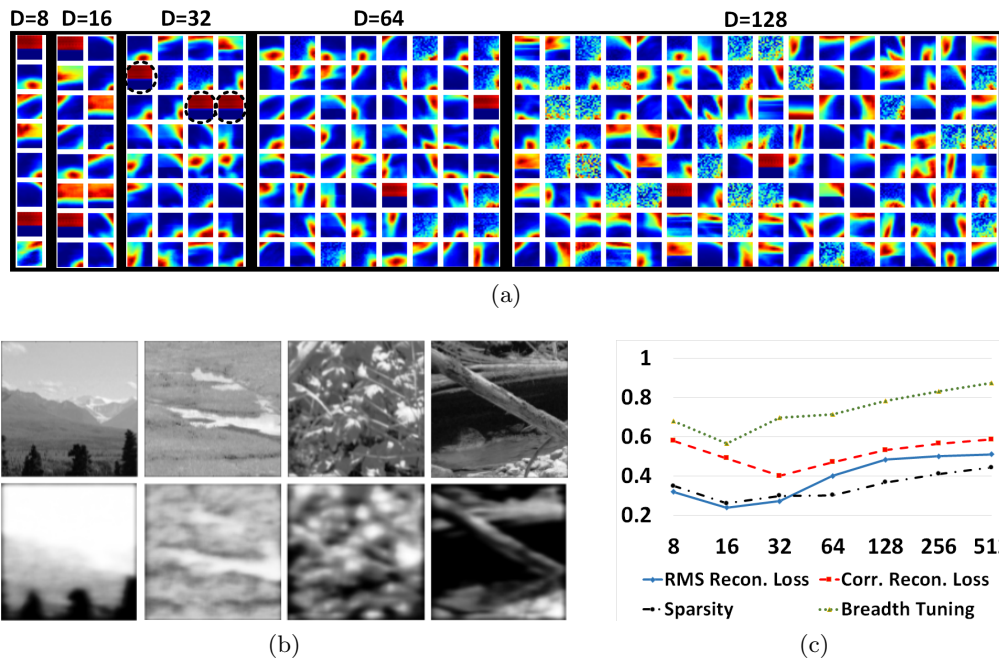 D=8 D=16 D=32 D=64 D=128
(a)
1
0.8
0.6
0.4
0.2
8 16 32 64 128 256 51
RMS Recon. Loss Corr. Recon. Loss
Sparsity Breadth Tuning
(b) (c)